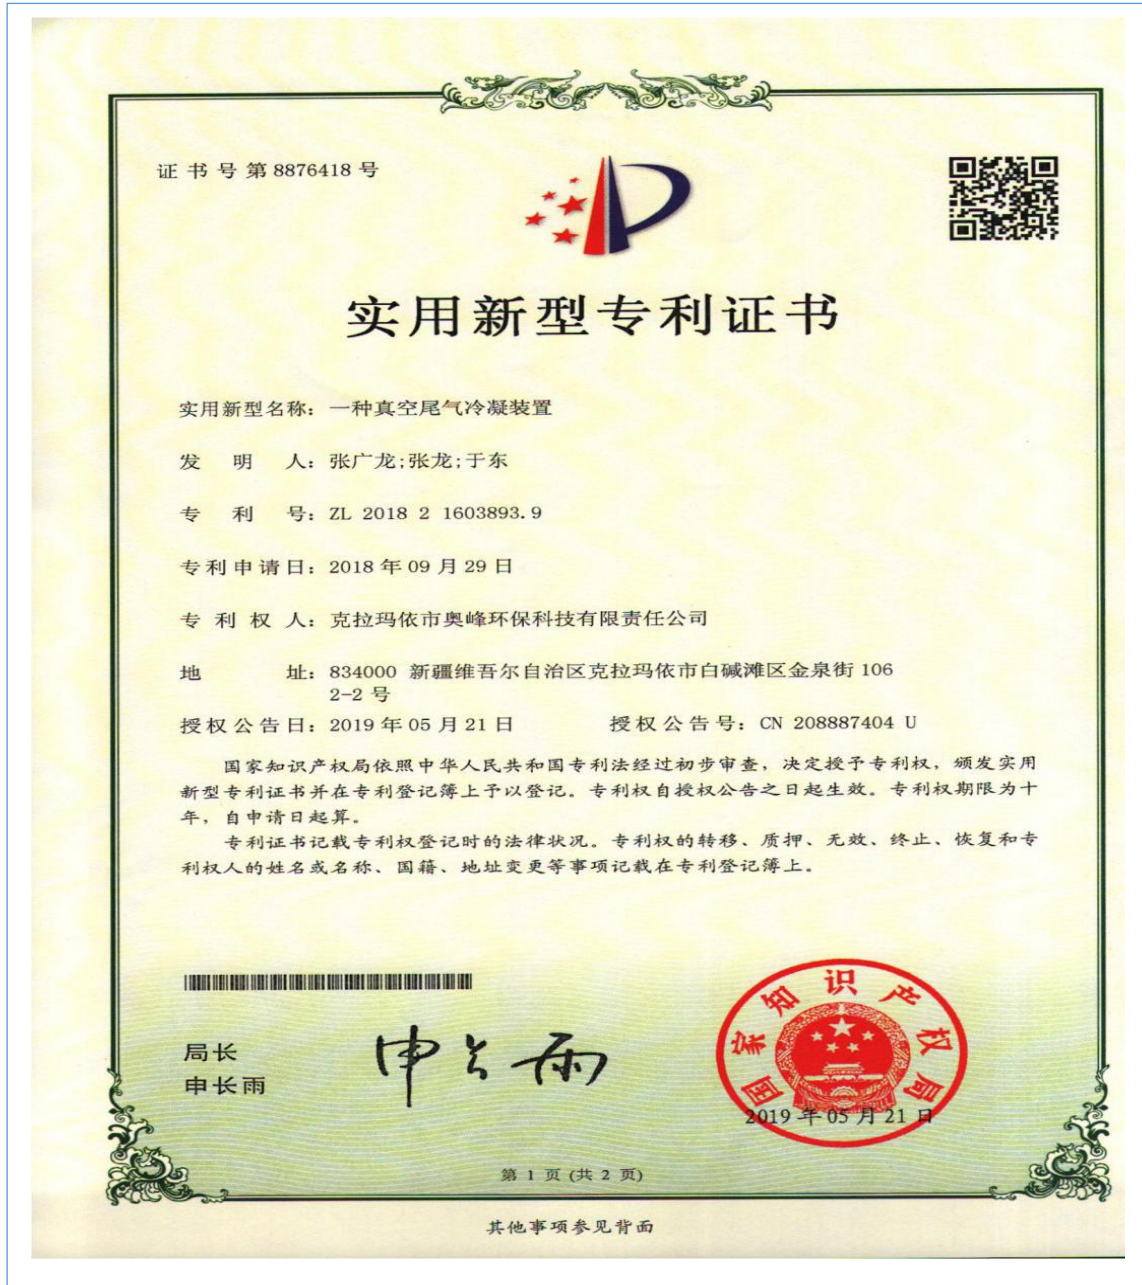 证书号第8876418号
实用新型专利证书
实用新型名称：一种真空尾气冷凝装置
发明人：张广龙;张龙;于东
专利号：ZL 2018 2 1603893.9
专利申请日：2018年09月29日
专利权人：克拉玛依市奥峰环保科技有限责任公司
地址：834000 新疆维吾尔自治区克拉玛依市白碱滩区金泉街106
2-2号
授权公告日：2019年05月21日 授权公告号：CN 208887404 U
国家知识产权局依照中华人民共和国专利法经过初步审查，决定授予专利权，颁发实用
新型专利证书并在专利登记簿上予以登记。专利权自授权公告之日起生效。专利权期限为十
年，自申请日起算。
专利证书记载专利权登记时的法律状况。专利权的转移、质押、无效、终止、恢复和专
利权人的姓名或名称、国籍、地址变更等事项记载在专利登记簿上。
局长
申长雨
申长雨
国家知识产权局
2019年05月21日
第 1 页 (共 2 页)
其他事项参见背面